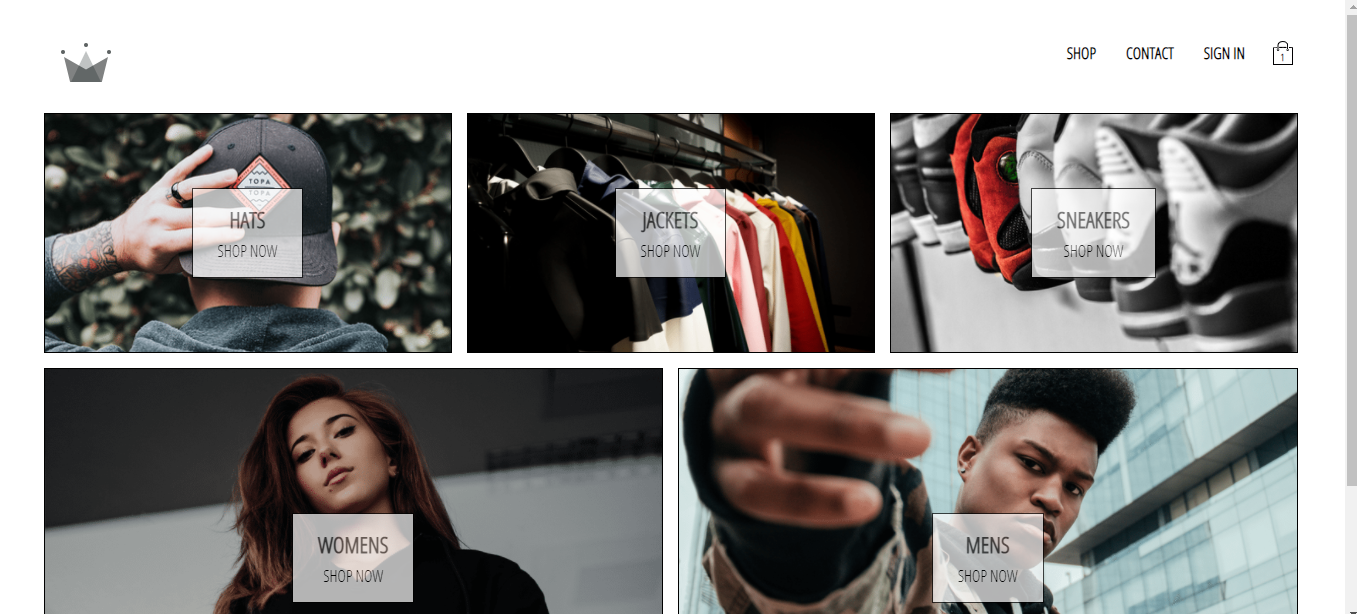 SHOP CONTACT SIGN IN 1
TOPA
TOPA
HATS
SHOP NOW
JACKETS
SHOP NOW
SNEAKERS
SHOP NOW
WOMENS
SHOP NOW
MENS
SHOP NOW